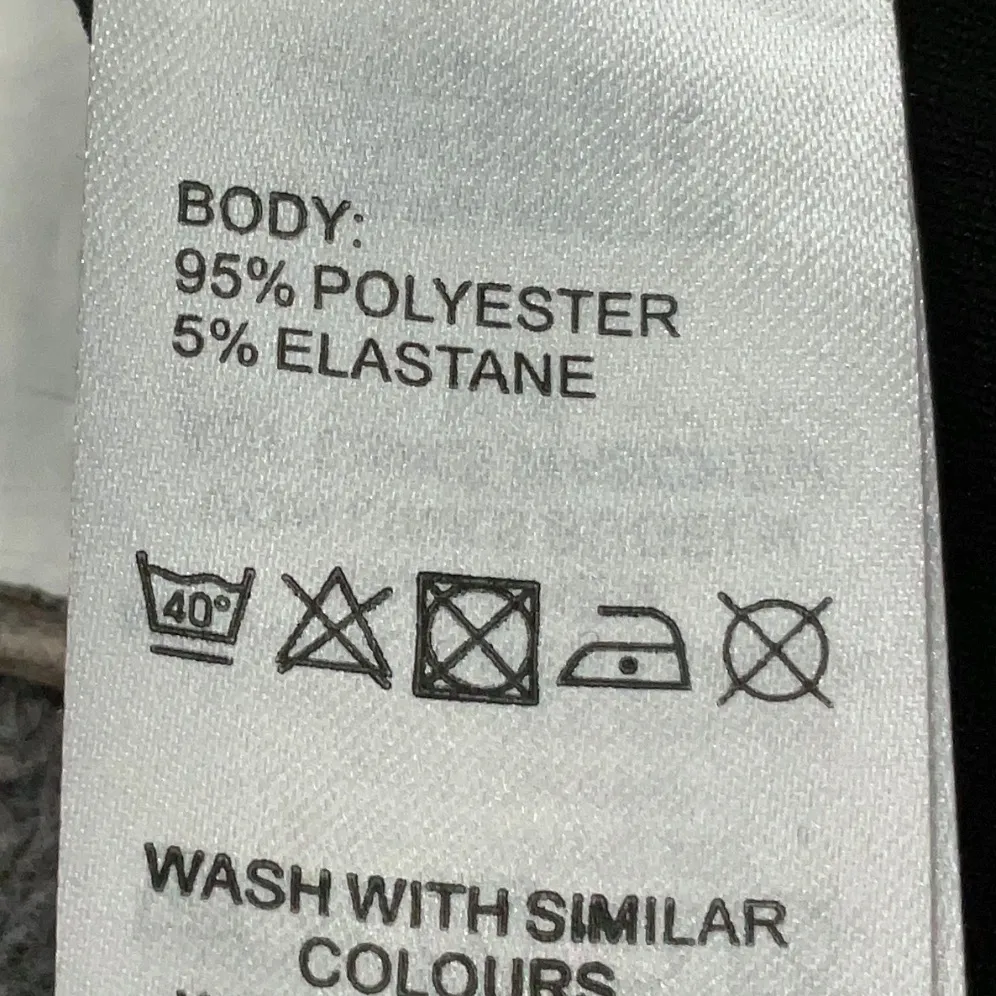 BODY:
95% POLYESTER
5% ELASTANE
40°
WASH WITH SIMILAR
COLOURS